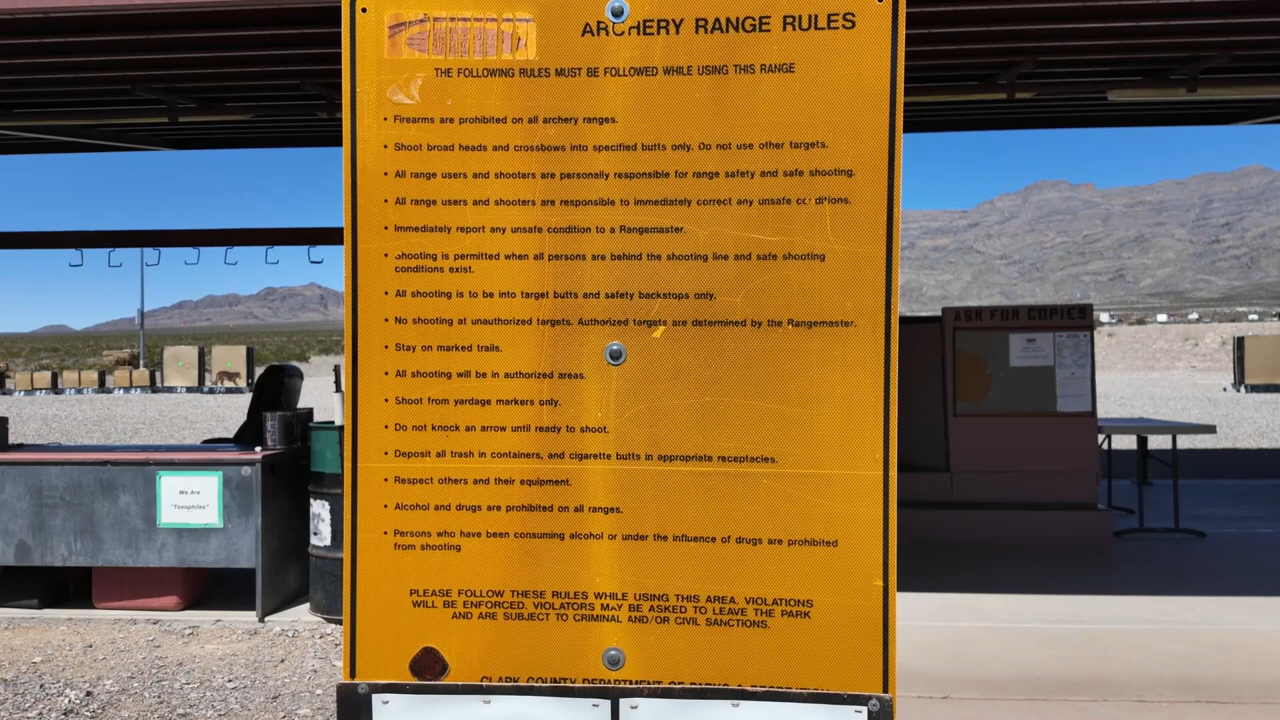 ARCHERY RANGE RULES
THE FOLLOWING RULES MUST BE FOLLOWED WHILE USING THIS RANGE
• Firearms are prohibited on all archery ranges.
• Shoot broad heads and crossbows into specified butts only. Do not use other targets.
• All range users and shooters are personally responsible for range safety and safe shooting.
• All range users and shooters are responsible to immediately correct any unsafe conditions.
• Immediately report any unsafe condition to a Rangemaster.
• Shooting is permitted when all persons are behind the shooting line and safe shooting
conditions exist.
• All shooting is to be into target butts and safety backstops only.
• No shooting at unauthorized targets. Authorized targets are determined by the Rangemaster.
• Stay on marked trails.
• All shooting will be in authorized areas.
• Shoot from yardage markers only.
• Do not knock an arrow until ready to shoot.
• Deposit all trash in containers, and cigarette butts in appropriate receptacies.
• Respect others and their equipment.
• Alcohol and drugs are prohibited on all ranges.
• Persons who have been consuming alcohol or under the influence of drugs are prohibited
from shooting
PLEASE FOLLOW THESE RULES WHILE USING THIS AREA. VIOLATIONS
WILL BE ENFORCED. VIOLATORS MAY BE ASKED TO LEAVE THE PARK
AND ARE SUBJECT TO CRIMINAL AND/OR CIVIL SANCTIONS.
CLARK COUNTY DEPARTMENT OF PARKS & RECREATION
We Are
"Toxophiles"
ASK FOR COPIES